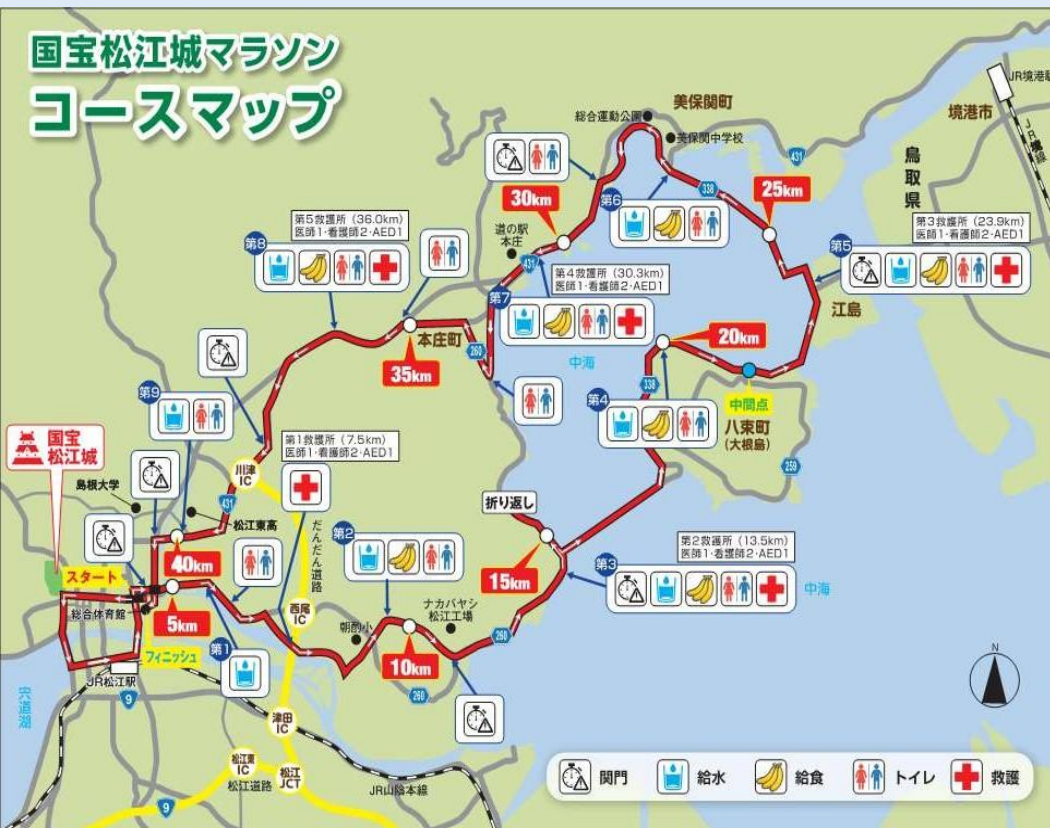 国宝松江城マラソン
コースマップ
美保関町
総合運動公園
美保関中学校
431
338
境港市
鳥取県
25km
30km
第6
第3救護所（23.9km）
医師1・看護師2・AED1
第5
江島
第5救護所（36.0km）
医師1・看護師2・AED1
第8
道の駅
本庄
431
第4救護所（30.3km）
医師1・看護師2・AED1
第7
中海
20km
本庄町
260
35km
338
第4
中間点
八束町
（大根島）
259
第9
国宝
松江城
第1救護所（7.5km）
医師1・看護師2・AED1
川津
IC
島根大学
431
松江東高
だんだん道路
折り返し
第2
40km
15km
第2救護所（13.5km）
医師1・看護師2・AED1
第3
中海
スタート
総合体育館
5km
西尾
IC
朝酌小
ナカバヤシ
松江工場
260
10km
260
フィニッシュ
第1
JR松江駅
9
宍道湖
津田
IC
松江東
IC
松江
JCT
松江道路
JR山陰本線
9
N
関門
給水
給食
トイレ
救護